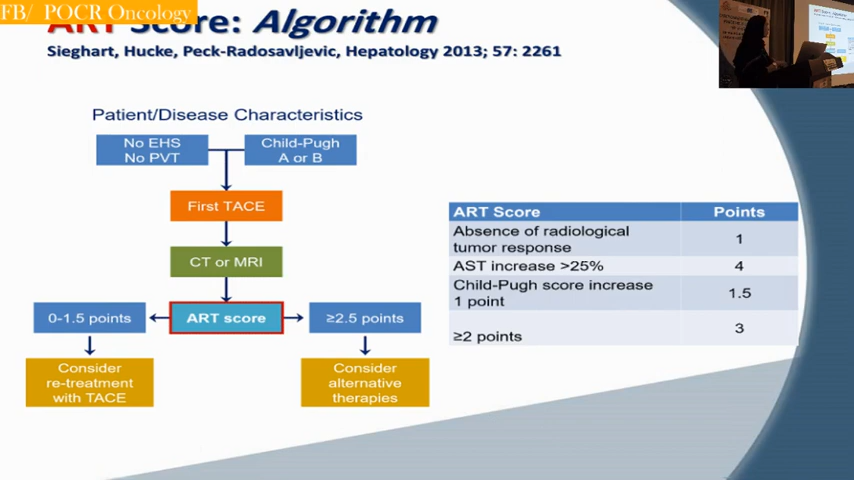 FB/ POCR Oncology
ART Score: Algorithm
Sieghart, Hucke, Peck-Radosavljevic, Hepatology 2013; 57: 2261
Patient/Disease Characteristics
No EHS
No PVT
Child-Pugh
A or B
First TACE
CT or MRI
0-1.5 points
ART score
≥2.5 points
Consider
re-treatment
with TACE
Consider
alternative
therapies
ART Score Points
Absence of radiological
tumor response 1
AST increase >25% 4
Child-Pugh score increase
1 point 1.5
≥2 points 3